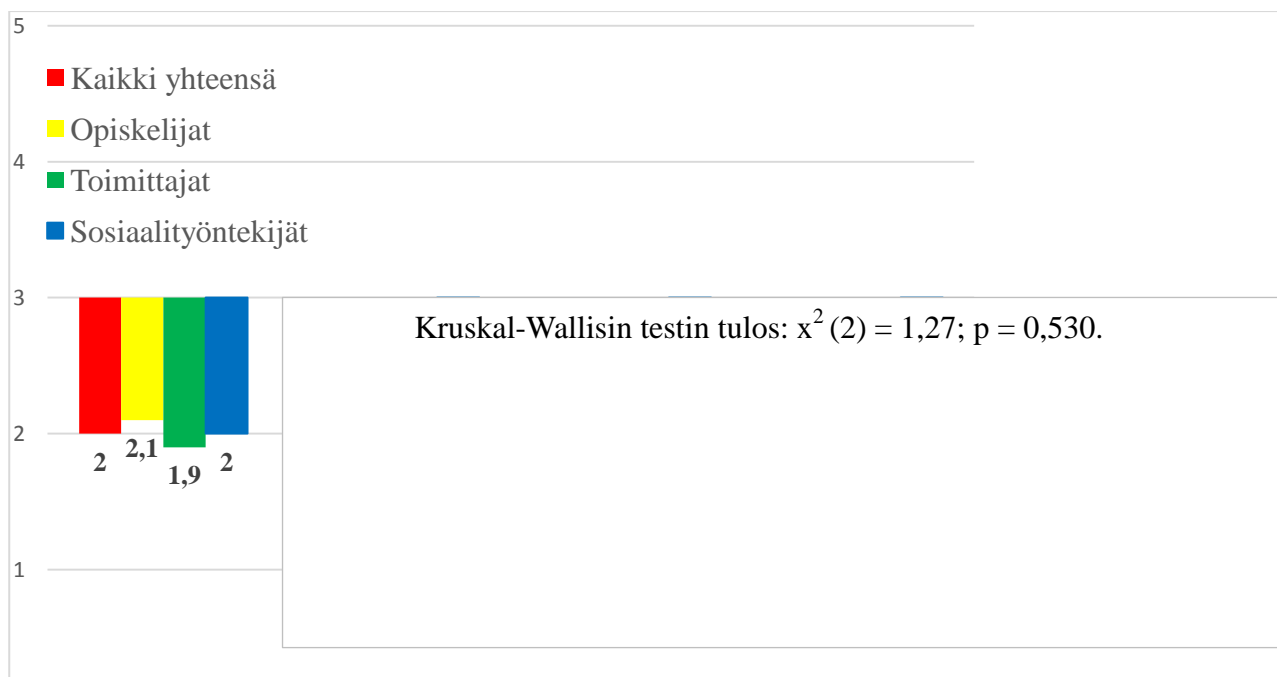 5
Kaikki yhteensä
Opiskelijat
4
Toimittajat
Sosiaalityöntekijät
3
Kruskal-Wallisin testin tulos: x² (2) = 1,27; p = 0,530.
2
2 2,1 1,9 2
1